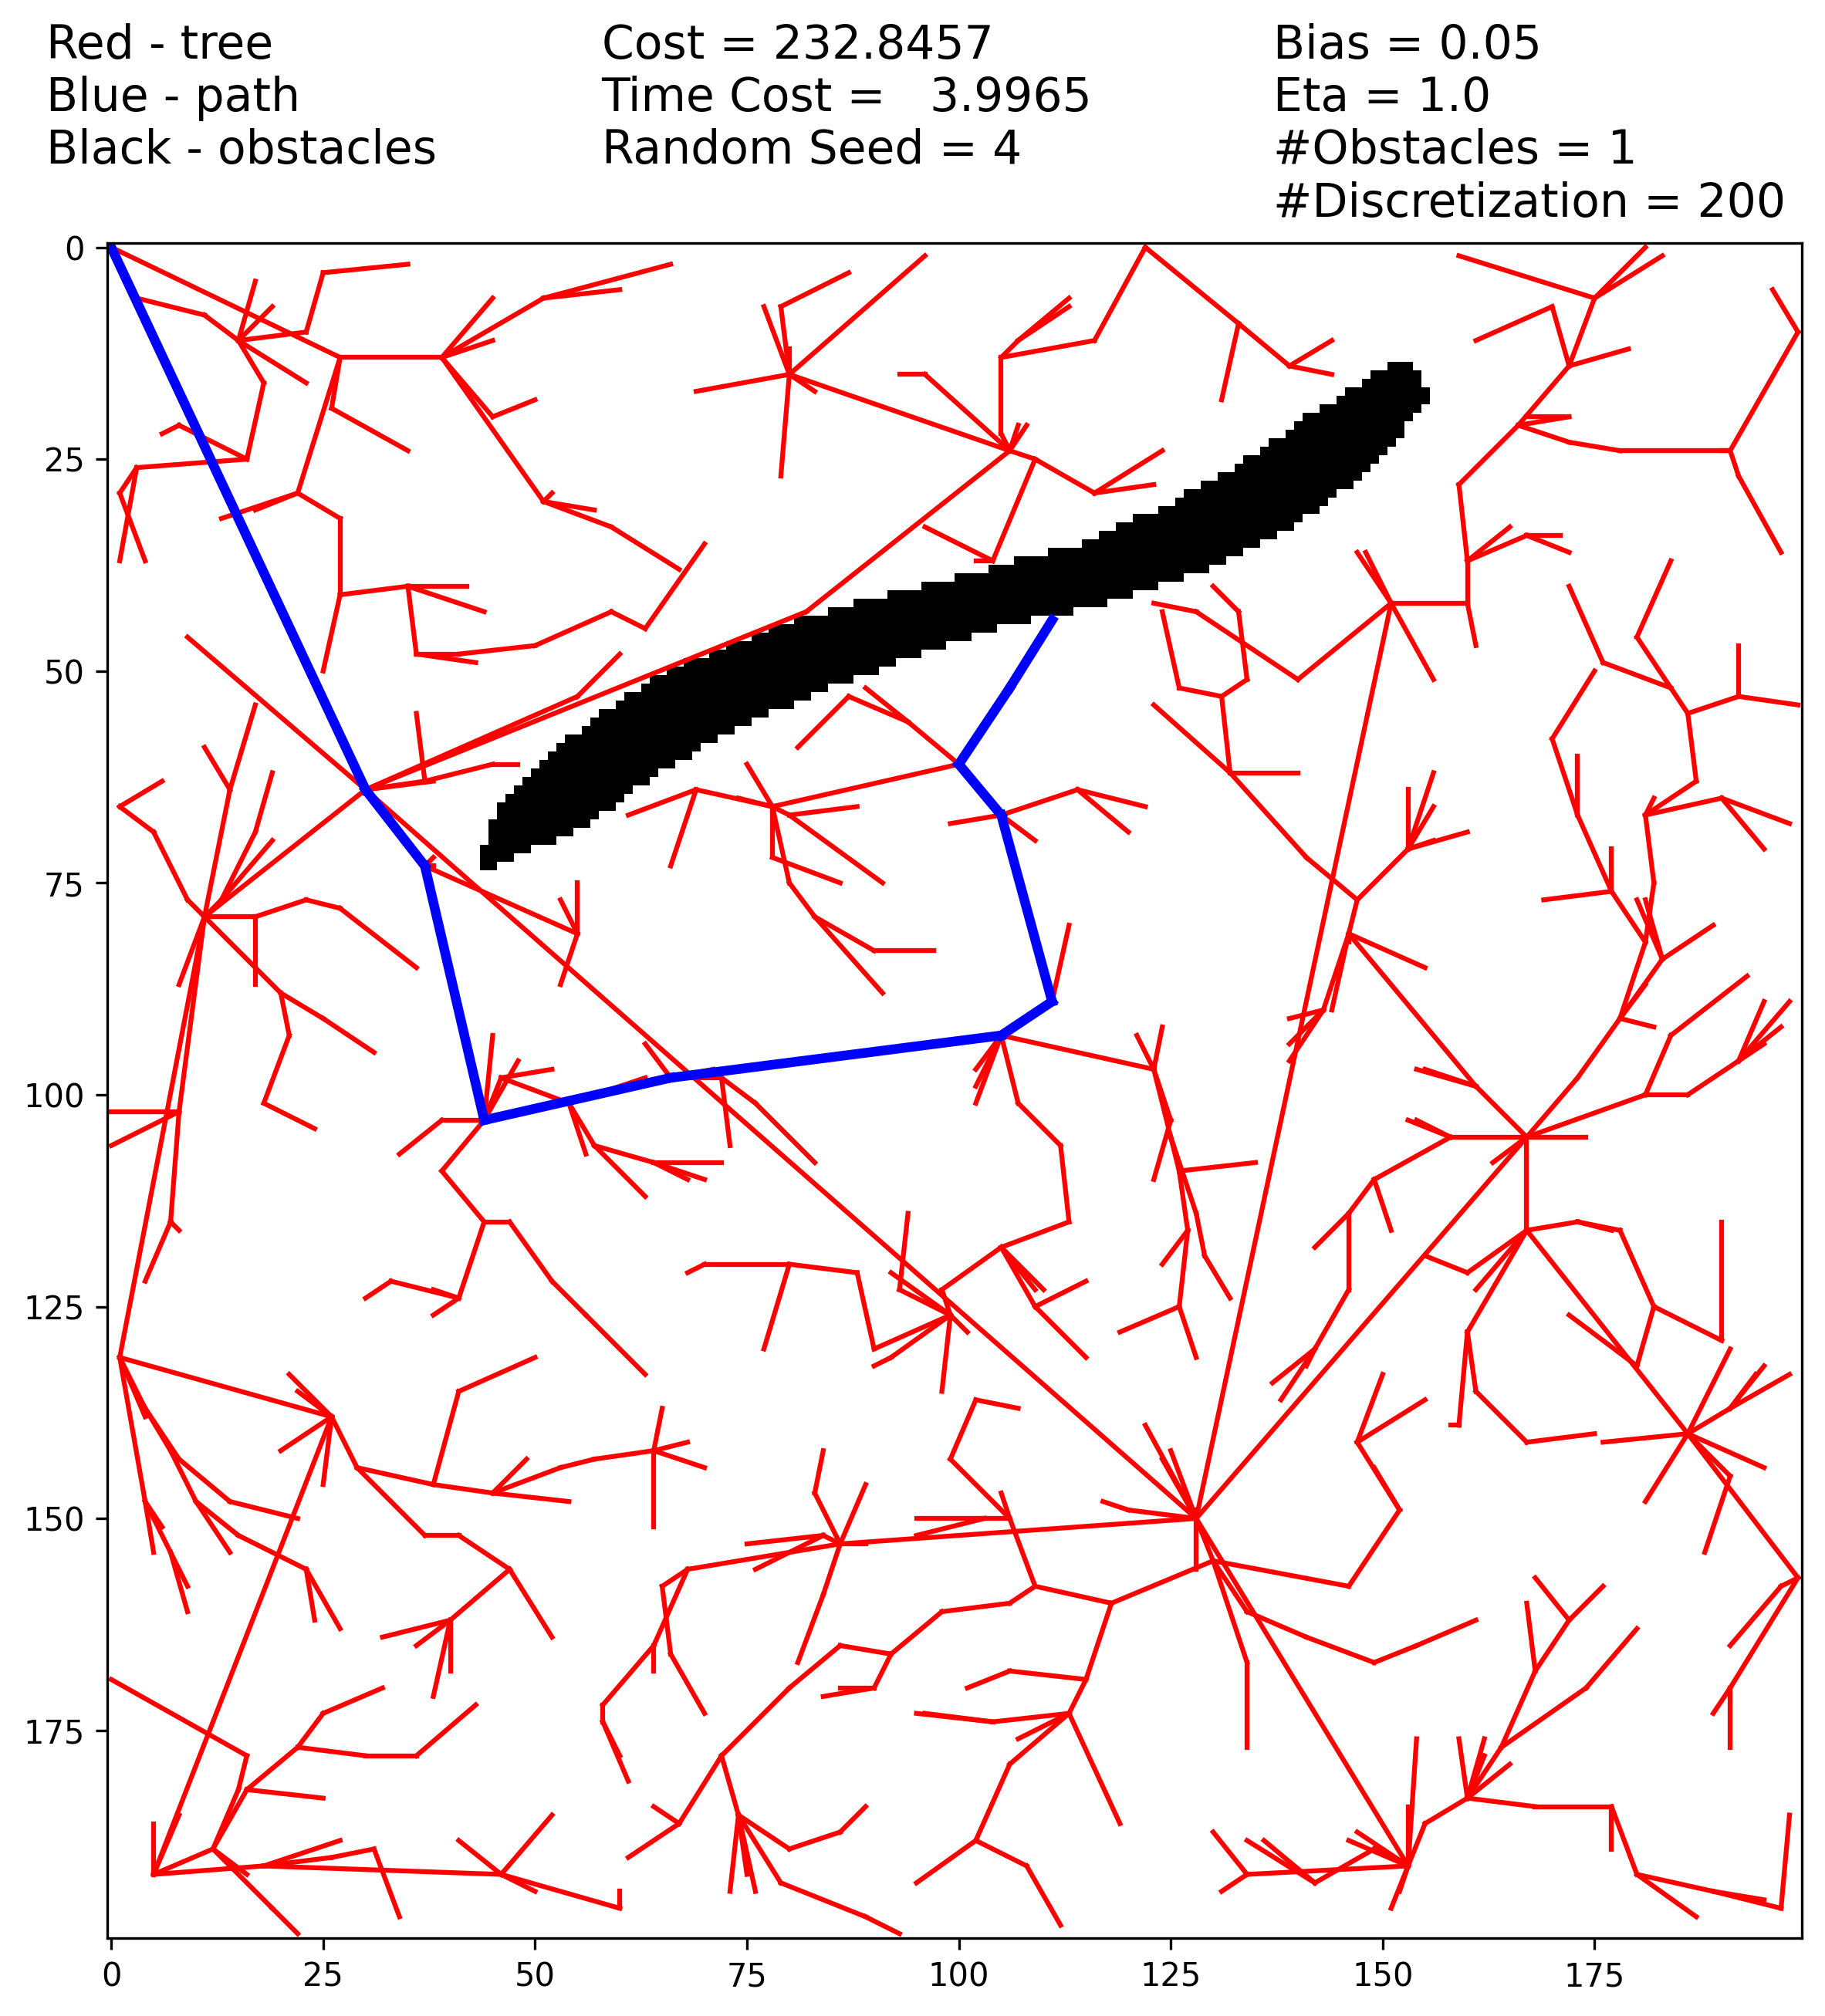 Red - tree
Blue - path
Black - obstacles
Cost = 232.8457
Time Cost =   3.9965
Random Seed = 4
Bias = 0.05
Eta = 1.0
#Obstacles = 1
#Discretization = 200
0
25
50
75
100
125
150
175
0 25 50 75 100 125 150 175